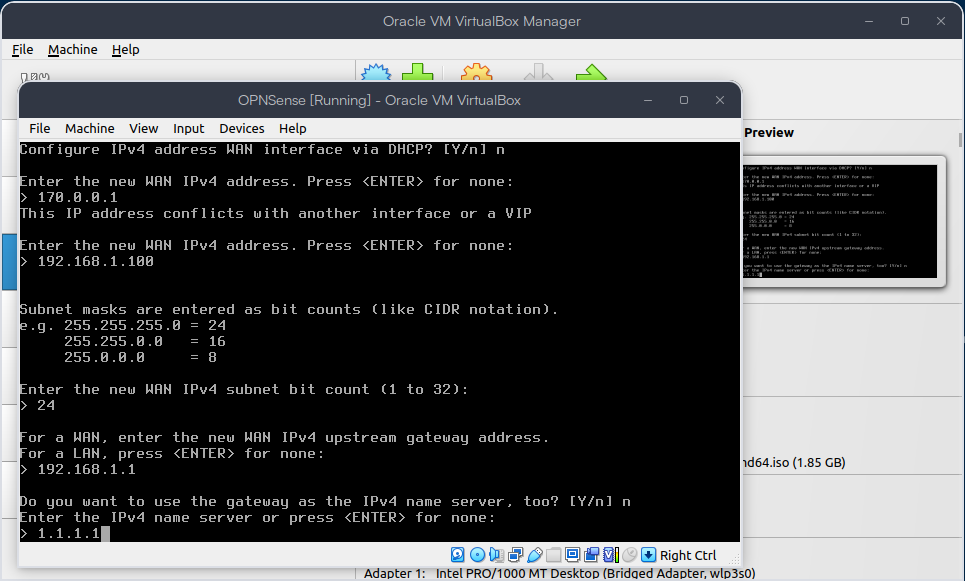 Oracle VM VirtualBox Manager
File Machine Help
OPNSense [Running] - Oracle VM VirtualBox
File Machine View Input Devices Help
Configure IPv4 address WAN interface via DHCP? [Y/n] n
Enter the new WAN IPv4 address. Press <ENTER> for none:
> 170.0.0.1
This IP address conflicts with another interface or a VIP
Enter the new WAN IPv4 address. Press <ENTER> for none:
> 192.168.1.100
Subnet masks are entered as bit counts (like CIDR notation).
e.g. 255.255.255.0 = 24
255.255.0.0 = 16
255.0.0.0 = 8
Enter the new WAN IPv4 subnet bit count (1 to 32):
> 24
For a WAN, enter the new WAN IPv4 upstream gateway address.
For a LAN, press <ENTER> for none:
> 192.168.1.1
Do you want to use the gateway as the IPv4 name server, too? [Y/n] n
Enter the IPv4 name server or press <ENTER> for none:
> 1.1.1.1
Right Ctrl
Preview
nd64.iso (1.85 GB)
Adapter 1: Intel PRO/1000 MT Desktop (Bridged Adapter, wlp3s0)